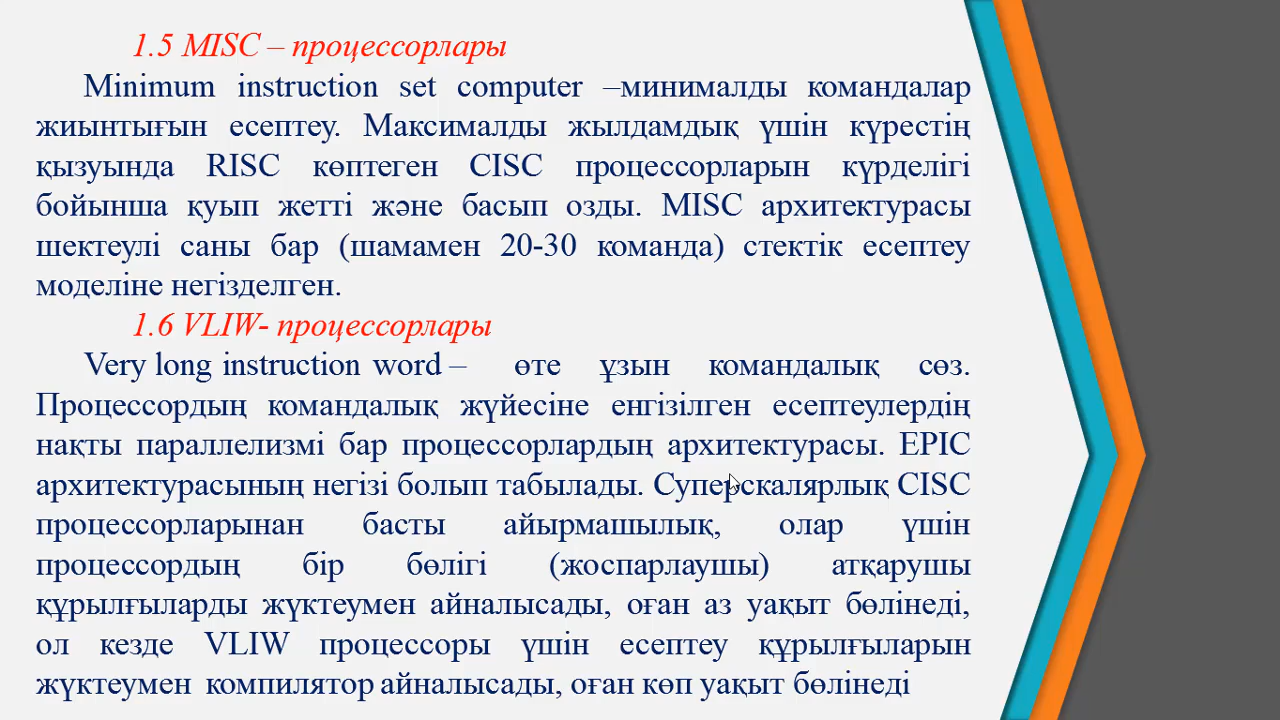 1.5 MISC – процессорлары
Minimum instruction set computer –минималды командалар
жиынтығын есептеу. Максималды жылдамдық үшін күрестің
қызуында RISC көптеген CISC процессорларын күрделігі
бойынша қуып жетті және басып озды. MISC архитектурасы
шектеулі саны бар (шамамен 20-30 команда) стектік есептеу
моделіне негізделген.
1.6 VLIW- процессорлары
Very long instruction word – өте ұзын командалық сөз.
Процессордың командалық жүйесіне енгізілген есептеулердің
нақты параллелизмі бар процессорлардың архитектурасы. EPIC
архитектурасының негізі болып табылады. Суперскалярлық CISC
процессорларынан басты айырмашылық, олар үшін
процессордың бір бөлігі (жоспарлаушы) атқарушы
құрылғыларды жүктеумен айналысады, оған аз уақыт бөлінеді,
ол кезде VLIW процессоры үшін есептеу құрылғыларын
жүктеумен компилятор айналысады, оған көп уақыт бөлінеді